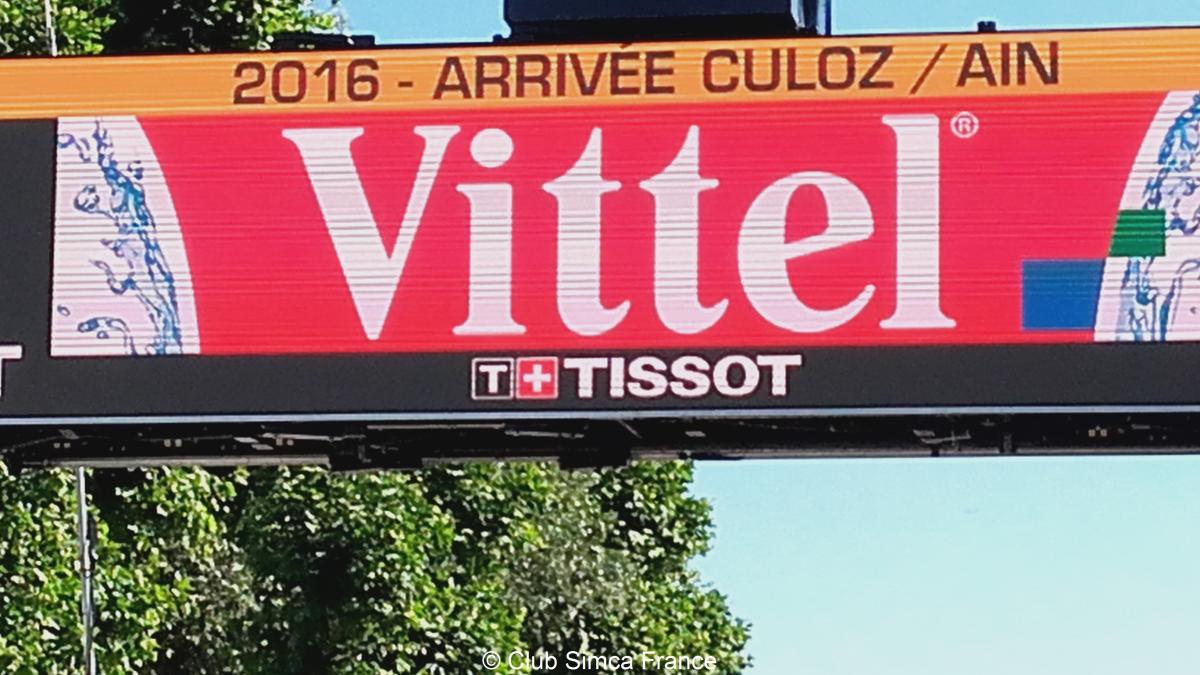 2016 - ARRIVÉE CULOZ / AIN
Vittel®
T+ TISSOT
T
© Club Simca France